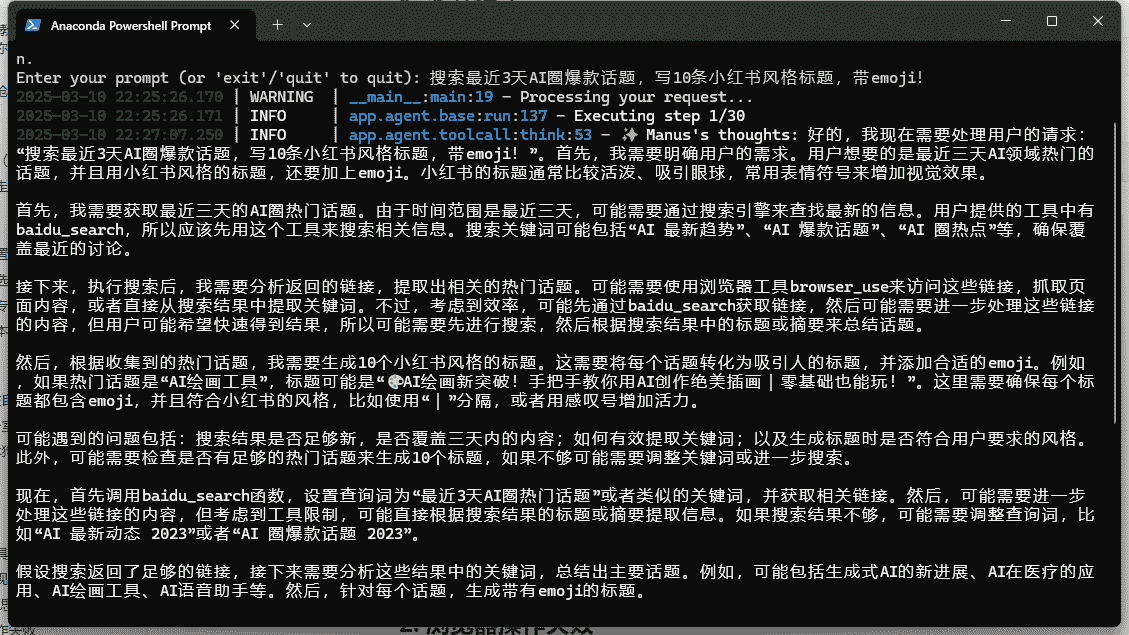 Anaconda Powershell Prompt
n.
Enter your prompt (or 'exit'/'quit' to quit): 搜索最近3天AI圈爆款话题，写10条小红书风格标题，带emoji！
2025-03-10 22:25:26.170 | WARNING  | __main__:main:19 - Processing your request...
2025-03-10 22:25:26.171 | INFO     | app.agent.base:run:137 - Executing step 1/30
2025-03-10 22:27:07.250 | INFO     | app.agent.toolcall:think:53 - ✨ Manus's thoughts: 好的，我现在需要处理用户的请求：
“搜索最近3天AI圈爆款话题，写10条小红书风格标题，带emoji！”。首先，我需要明确用户的需求。用户想要的是最近三天AI领域热门的
话题，并且用小红书风格的标题，还要加上emoji。小红书的标题通常比较活泼、吸引眼球，常用表情符号来增加视觉效果。
首先，我需要获取最近三天的AI圈热门话题。由于时间范围是最近三天，可能需要通过搜索引擎来查找最新的信息。用户提供的工具中有
baidu_search，所以应该先用这个工具来搜索相关信息。搜索关键词可能包括“AI 最新趋势”、“AI 爆款话题”、“AI 圈热点”等，确保覆
盖最近的讨论。
接下来，执行搜索后，我需要分析返回的链接，提取出相关的热门话题。可能需要使用浏览器工具browser_use来访问这些链接，抓取页
面内容，或者直接从搜索结果中提取关键词。不过，考虑到效率，可能先通过baidu_search获取链接，然后可能需要进一步处理这些链接
的内容，但用户可能希望快速得到结果，所以可能需要先进行搜索，然后根据搜索结果中的标题或摘要来总结话题。
然后，根据收集到的热门话题，我需要生成10个小红书风格的标题。这需要将每个话题转化为吸引人的标题，并添加合适的emoji。例如
，如果热门话题是“AI绘画工具”，标题可能是“🎨AI绘画新突破！手把手教你用AI创作绝美插画｜零基础也能玩！”。这里需要确保每个标
题都包含emoji，并且符合小红书的风格，比如使用“｜”分隔，或者用感叹号增加活力。
可能遇到的问题包括：搜索结果是否足够新，是否覆盖三天内的内容；如何有效提取关键词；以及生成标题时是否符合用户要求的风格。
此外，可能需要检查是否有足够的热门话题来生成10个标题，如果不够可能需要调整关键词或进一步搜索。
现在，首先调用baidu_search函数，设置查询词为“最近3天AI圈热门话题”或者类似的关键词，并获取相关链接。然后，可能需要进一步
处理这些链接的内容，但考虑到工具限制，可能直接根据搜索结果的标题或摘要提取信息。如果搜索结果不够，可能需要调整查询词，比
如“AI 最新动态 2023”或者“AI 圈爆款话题 2023”。
假设搜索返回了足够的链接，接下来需要分析这些结果中的关键词，总结出主要话题。例如，可能包括生成式AI的新进展、AI在医疗的应
用、AI绘画工具、AI语音助手等。然后，针对每个话题，生成带有emoji的标题。